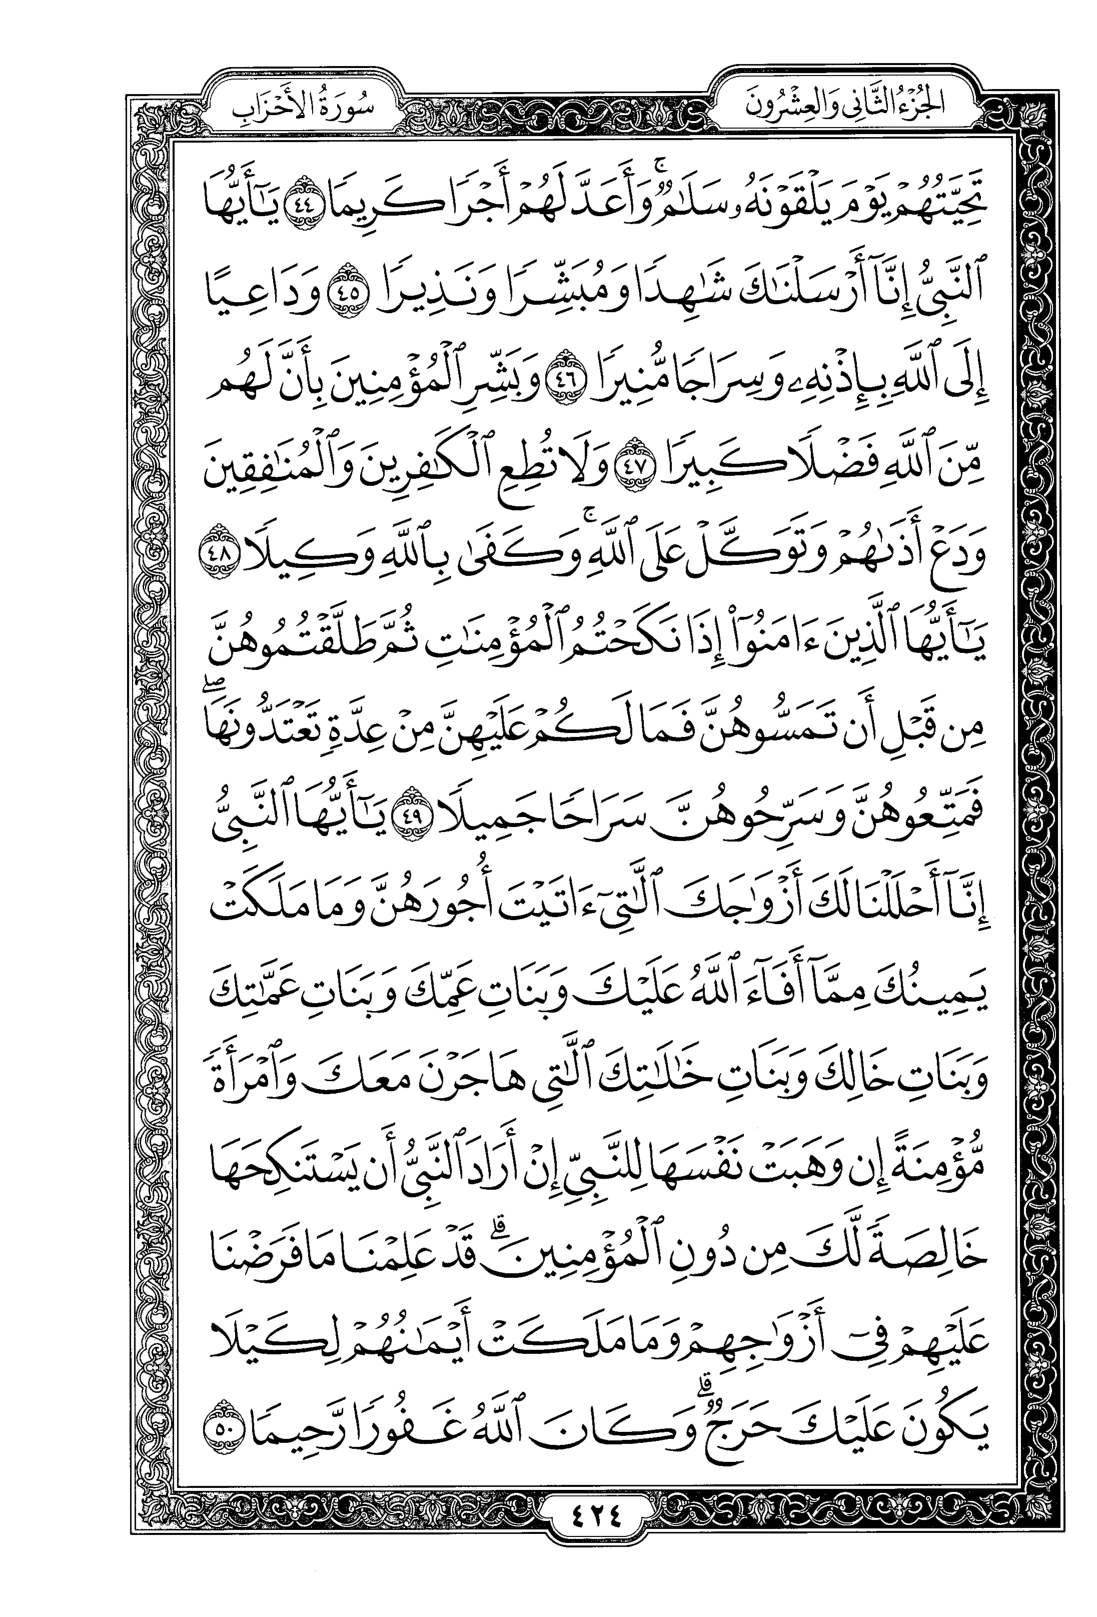 الجُزْءُ الثَّانِي وَالعِشْرُونَ
سُورَةُ الأَحْزَابِ
تَحِيَّتُهُمْ يَوْمَ يَلْقَوْنَهُۥ سَلَٰمٌۚ وَأَعَدَّ لَهُمْ أَجْرًا كَرِيمًا ٤٤ يَٰٓأَيُّهَا
ٱلنَّبِيُّ إِنَّآ أَرْسَلْنَٰكَ شَٰهِدًا وَمُبَشِّرًا وَنَذِيرًا ٤٥ وَدَاعِيًا
إِلَى ٱللَّهِ بِإِذْنِهِۦ وَسِرَاجًا مُّنِيرًا ٤٦ وَبَشِّرِ ٱلْمُؤْمِنِينَ بِأَنَّ لَهُم
مِّنَ ٱللَّهِ فَضْلًا كَبِيرًا ٤٧ وَلَا تُطِعِ ٱلْكَٰفِرِينَ وَٱلْمُنَٰفِقِينَ
وَدَعْ أَذَىٰهُمْ وَتَوَكَّلْ عَلَى ٱللَّهِۚ وَكَفَىٰ بِٱللَّهِ وَكِيلًا ٤٨
يَٰٓأَيُّهَا ٱلَّذِينَ ءَامَنُوٓا۟ إِذَا نَكَحْتُمُ ٱلْمُؤْمِنَٰتِ ثُمَّ طَلَّقْتُمُوهُنَّ
مِن قَبْلِ أَن تَمَسُّوهُنَّ فَمَا لَكُمْ عَلَيْهِنَّ مِنْ عِدَّةٍ تَعْتَدُّونَهَاۖ
فَمَتِّعُوهُنَّ وَسَرِّحُوهُنَّ سَرَاحًا جَمِيلًا ٤٩ يَٰٓأَيُّهَا ٱلنَّبِيُّ
إِنَّآ أَحْلَلْنَا لَكَ أَزْوَٰجَكَ ٱلَّٰتِىٓ ءَاتَيْتَ أُجُورَهُنَّ وَمَا مَلَكَتْ
يَمِينُكَ مِمَّآ أَفَآءَ ٱللَّهُ عَلَيْكَ وَبَنَاتِ عَمِّكَ وَبَنَاتِ عَمَّٰتِكَ
وَبَنَاتِ خَالِكَ وَبَنَاتِ خَٰلَٰتِكَ ٱلَّٰتِى هَاجَرْنَ مَعَكَ وَٱمْرَأَةً
مُّؤْمِنَةً إِن وَهَبَتْ نَفْسَهَا لِلنَّبِيِّ إِنْ أَرَادَ ٱلنَّبِيُّ أَن يَسْتَنكِحَهَا
خَالِصَةً لَّكَ مِن دُونِ ٱلْمُؤْمِنِينَۗ قَدْ عَلِمْنَا مَا فَرَضْنَا
عَلَيْهِمْ فِىٓ أَزْوَٰجِهِمْ وَمَا مَلَكَتْ أَيْمَٰنُهُمْ لِكَيْلَا
يَكُونَ عَلَيْكَ حَرَجٌۗ وَكَانَ ٱللَّهُ غَفُورًا رَّحِيمًا ٥٠
٤٢٤